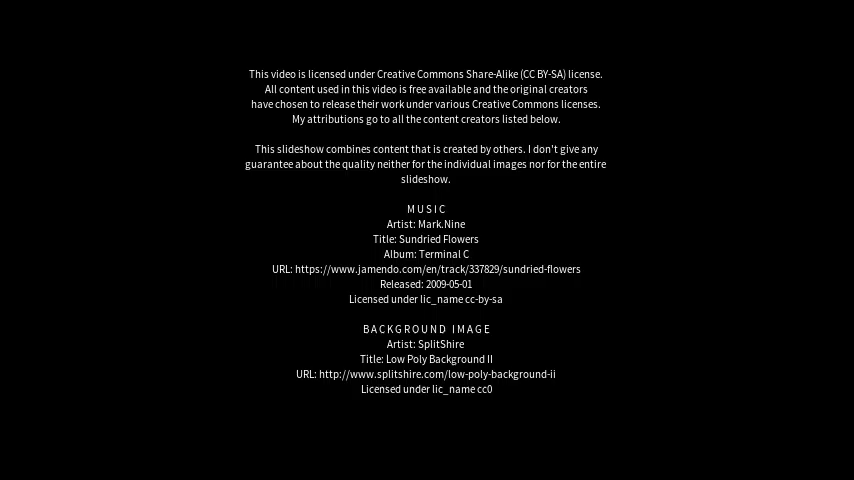 This video is licensed under Creative Commons Share-Alike (CC BY-SA) license.
All content used in this video is free available and the original creators
have chosen to release their work under various Creative Commons licenses.
My attributions go to all the content creators listed below.
This slideshow combines content that is created by others. I don't give any
guarantee about the quality neither for the individual images nor for the entire
slideshow.
MUSIC
Artist: Mark.Nine
Title: Sundried Flowers
Album: Terminal C
URL: https://www.jamendo.com/en/track/337829/sundried-flowers
Released: 2009-05-01
Licensed under lic_name cc-by-sa
BACKGROUND IMAGE
Artist: SplitShire
Title: Low Poly Background II
URL: http://www.splitshire.com/low-poly-background-ii
Licensed under lic_name cc0